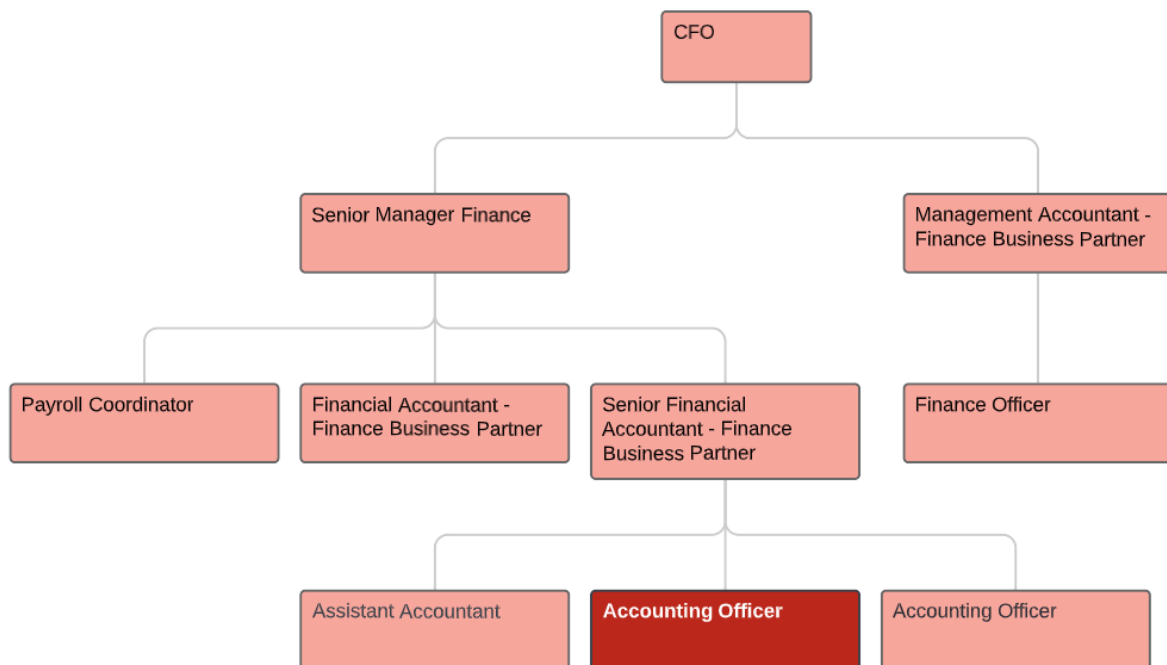 CFO
Senior Manager Finance
Management Accountant -
Finance Business Partner
Payroll Coordinator
Financial Accountant -
Finance Business Partner
Senior Financial
Accountant - Finance
Business Partner
Finance Officer
Assistant Accountant
Accounting Officer
Accounting Officer